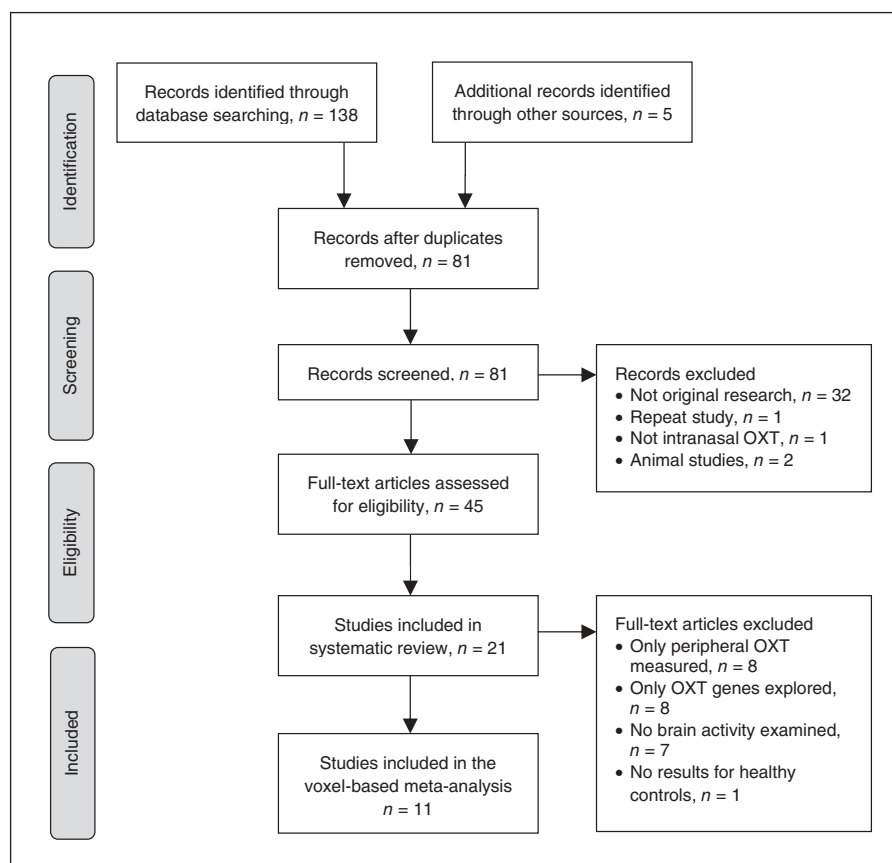 Identification
Records identified through
database searching, n = 138
Additional records identified
through other sources, n = 5
Records after duplicates
removed, n = 81
Screening
Records screened, n = 81
Records excluded
• Not original research, n = 32
• Repeat study, n = 1
• Not intranasal OXT, n = 1
• Animal studies, n = 2
Eligibility
Full-text articles assessed
for eligibility, n = 45
Studies included in
systematic review, n = 21
Full-text articles excluded
• Only peripheral OXT
measured, n = 8
• Only OXT genes explored,
n = 8
• No brain activity examined,
n = 7
• No results for healthy
controls, n = 1
Included
Studies included in the
voxel-based meta-analysis
n = 11